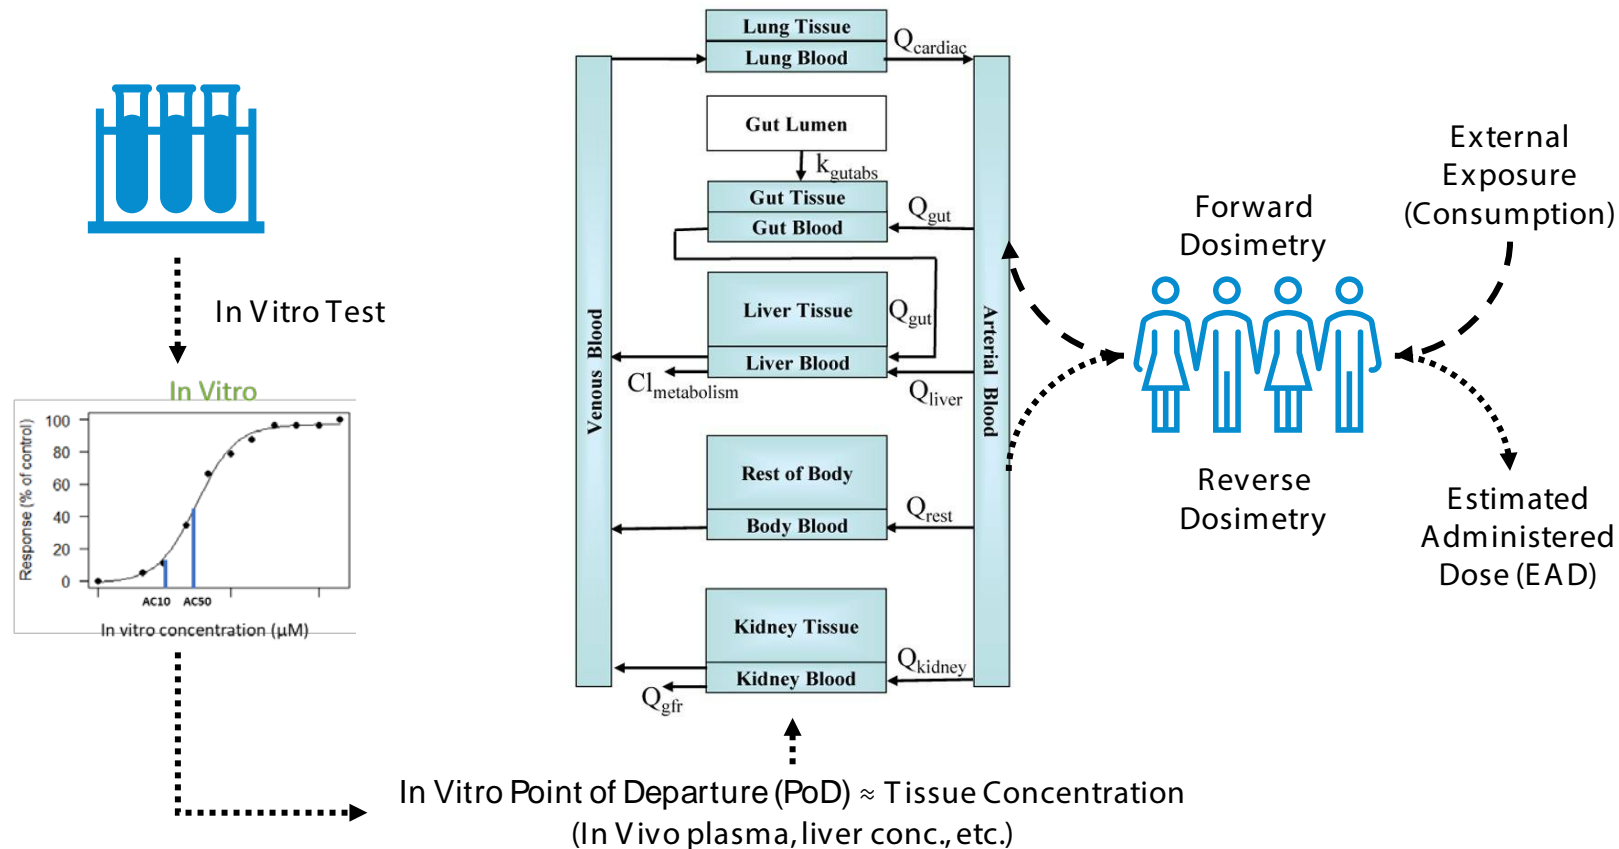 In Vitro Test
In Vitro
Response (% of control)
100
80
60
40
20
0
AC10 AC50
In vitro concentration (μM)
Lung Tissue
Lung Blood
Qcardiac
Gut Lumen
kgutabs
Gut Tissue
Gut Blood
Qgut
Liver Tissue
Qgut
Liver Blood
Clmetabolism
Qliver
Venous Blood
Arterial Blood
Rest of Body
Body Blood
Qrest
Kidney Tissue
Kidney Blood
Qkidney
Qgfr
In Vitro Point of Departure (PoD) ≈ Tissue Concentration
(In Vivo plasma, liver conc., etc.)
Forward
Dosimetry
External
Exposure
(Consumption)
Reverse
Dosimetry
Estimated
Administered
Dose (EAD)